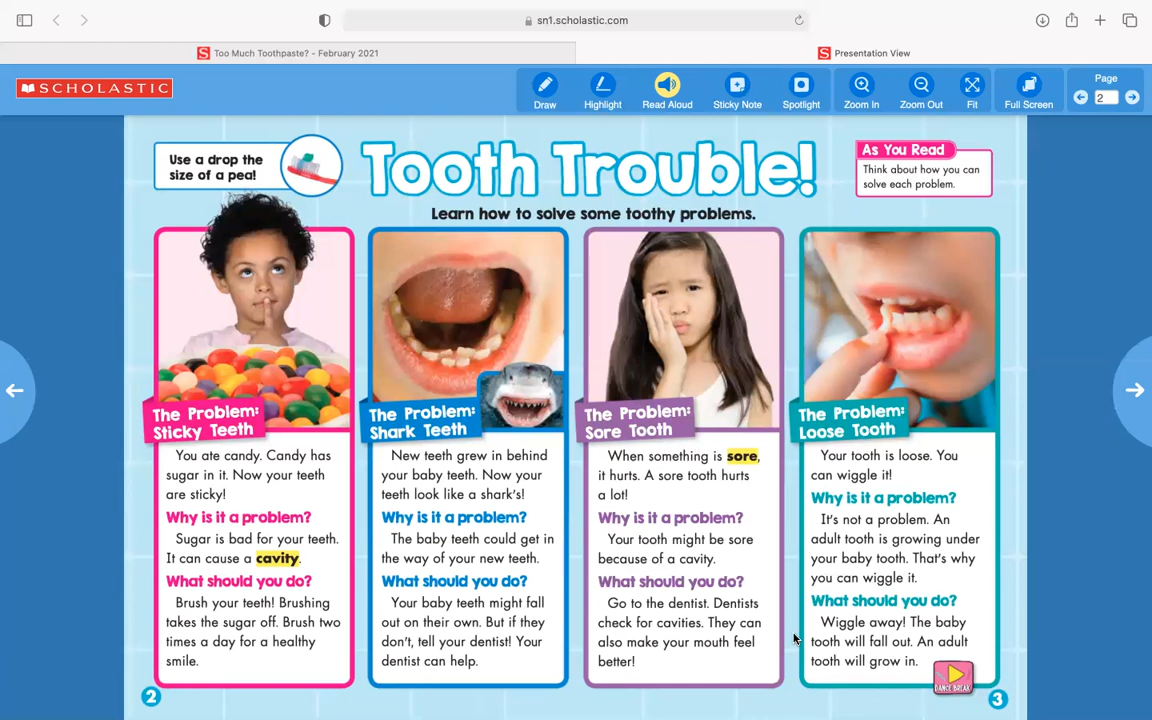 sn1.scholastic.com
Too Much Toothpaste? - February 2021
Presentation View
SCHOLASTIC
Draw
Highlight
Read Aloud
Sticky Note
Spotlight
Zoom In
Zoom Out
Fit
Full Screen
Page
2
Use a drop the
size of a pea!
Tooth Trouble!
Learn how to solve some toothy problems.
As You Read
Think about how you can
solve each problem.
The Problem:
Sticky Teeth
You ate candy. Candy has
sugar in it. Now your teeth
are sticky!
Why is it a problem?
Sugar is bad for your teeth.
It can cause a cavity.
What should you do?
Brush your teeth! Brushing
takes the sugar off. Brush two
times a day for a healthy
smile.
The Problem:
Shark Teeth
New teeth grew in behind
your baby teeth. Now your
teeth look like a shark's!
Why is it a problem?
The baby teeth could get in
the way of your new teeth.
What should you do?
Your baby teeth might fall
out on their own. But if they
don't, tell your dentist! Your
dentist can help.
The Problem:
Sore Tooth
When something is sore,
it hurts. A sore tooth hurts
a lot!
Why is it a problem?
Your tooth might be sore
because of a cavity.
What should you do?
Go to the dentist. Dentists
check for cavities. They can
also make your mouth feel
better!
The Problem:
Loose Tooth
Your tooth is loose. You
can wiggle it!
Why is it a problem?
It's not a problem. An
adult tooth is growing under
your baby tooth. That's why
you can wiggle it.
What should you do?
Wiggle away! The baby
tooth will fall out. An adult
tooth will grow in.
DANCE BREAK
2
3